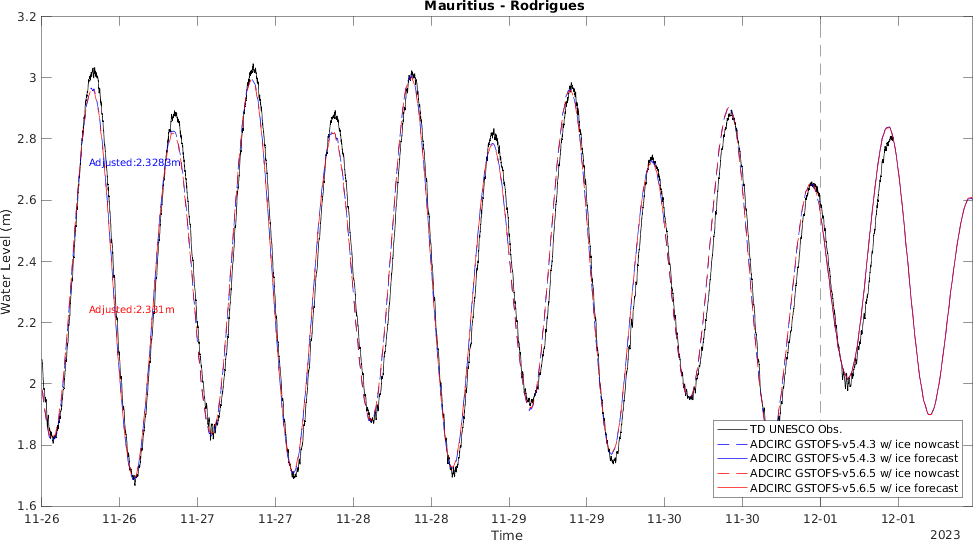 Mauritius - Rodrigues
3.2
3
2.8
2.6
2.4
2.2
2
1.8
1.6
Water Level (m)
Adjusted:2.3283m
Adjusted:2.331m
TD UNESCO Obs.
ADCIRC GSTOFS-v5.4.3 w/ ice nowcast
ADCIRC GSTOFS-v5.4.3 w/ ice forecast
ADCIRC GSTOFS-v5.6.5 w/ ice nowcast
ADCIRC GSTOFS-v5.6.5 w/ ice forecast
11-26 11-26 11-27 11-27 11-28 11-28 11-29 11-29 11-30 11-30 12-01 12-01
Time
2023